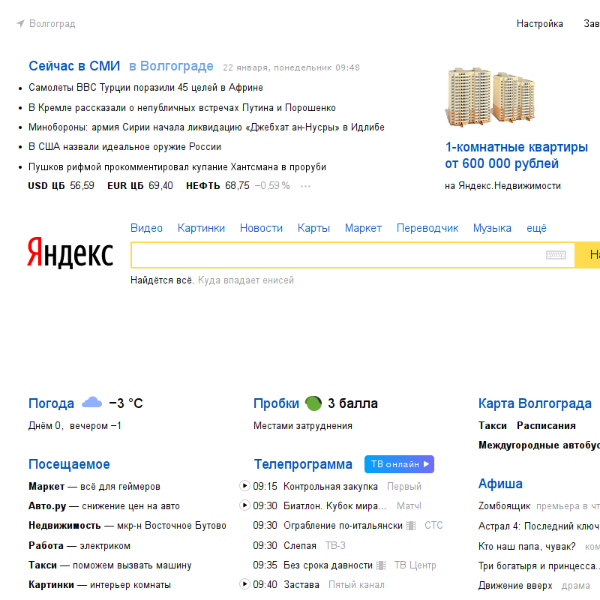 Волгоград
Настройка
Сейчас в СМИ в Волгограде 22 января, понедельник 09:48
Самолеты ВВС Турции поразили 45 целей в Африне
В Кремле рассказали о непубличных встречах Путина и Порошенко
Минобороны: армия Сирии начала ликвидацию «Джебхат ан-Нусры» в Идлибе
В США назвали идеальное оружие России
Пушков рифмой прокомментировал купание Хантсмана в проруби
USD ЦБ 56,59 EUR ЦБ 69,40 НЕФТЬ 68,75 −0,59 % •••
1-комнатные квартиры
от 600 000 рублей
на Яндекс.Недвижимости
Видео Картинки Новости Карты Маркет Переводчик Музыка ещё
Яндекс
Найдётся всё. Куда впадает енисей
Погода −3 °C
Днём 0, вечером −1
Пробки 3 балла
Местами затруднения
Карта Волгограда
Такси Расписания
Междугородные
Посещаемое
Маркет — всё для геймеров
Авто.ру — снижение цен на авто
Недвижимость — мкр-н Восточное Бутово
Работа — электриком
Такси — поможем вызвать машину
Картинки — интерьер комнаты
Телепрограмма ТВ онлайн
09:15 Контрольная закупка Первый
09:30 Биатлон. Кубок мира... Матч!
09:30 Ограбление по-итальянски СТС
09:30 Слепая ТВ-3
09:35 Без срока давности ТВ Центр
09:40 Застава Пятый канал
Афиша
Zомбоящик премьера в
Астрал 4: Последний ключ
Кто наш папа, чувак?
Три богатыря и принцесса..
Движение вверх драма